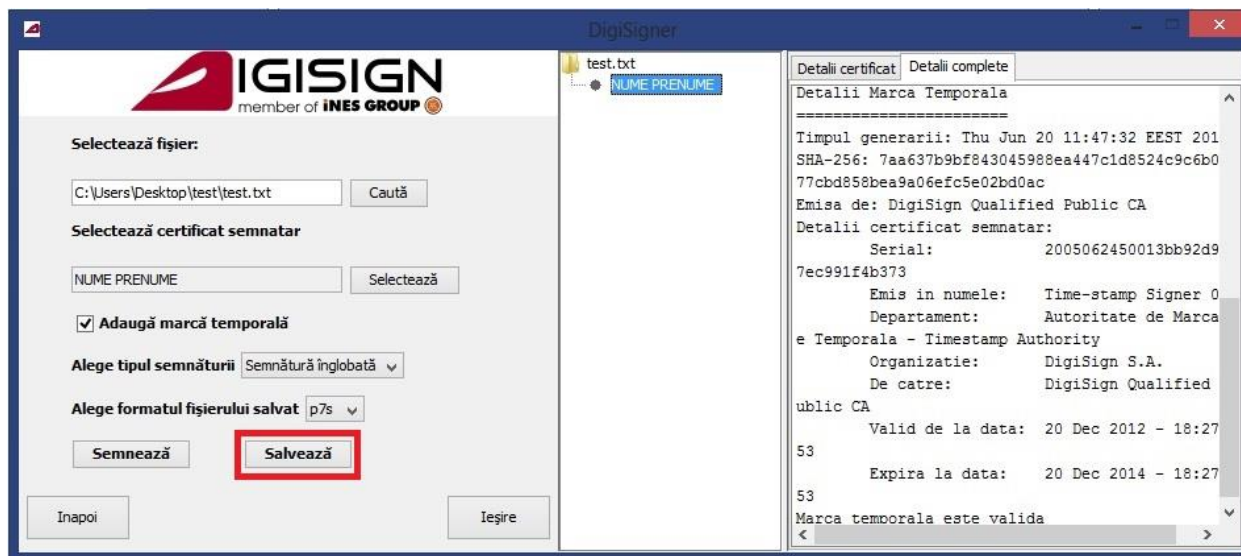 DigiSigner
IGISIGN
member of iNES GROUP
Selectează fișier:
C:\Users\Desktop\test\test.txt
Caută
Selectează certificat semnatar
NUME PRENUME
Selectează
Adaugă marcă temporală
Alege tipul semnăturii Semnătură înglobată
Alege formatul fișierului salvat p7s
Semnează
Salvează
Inapoi
Ieșire
test.txt
NUME PRENUME
Detalii certificat
Detalii complete
Detalii Marca Temporala
=======================
Timpul generarii: Thu Jun 20 11:47:32 EEST 201
SHA-256: 7aa637b9bf843045988ea447c1d8524c9c6b0
77cbd858bea9a06efc5e02bd0ac
Emisa de: DigiSign Qualified Public CA
Detalii certificat semnatar:
Serial: 2005062450013bb92d9
7ec991f4b373
Emis in numele: Time-stamp Signer 0
Departament: Autoritate de Marca
e Temporala - Timestamp Authority
Organizatie: DigiSign S.A.
De catre: DigiSign Qualified
ublic CA
Valid de la data: 20 Dec 2012 - 18:27
53
Expira la data: 20 Dec 2014 - 18:27
53
Marca temporala este valida